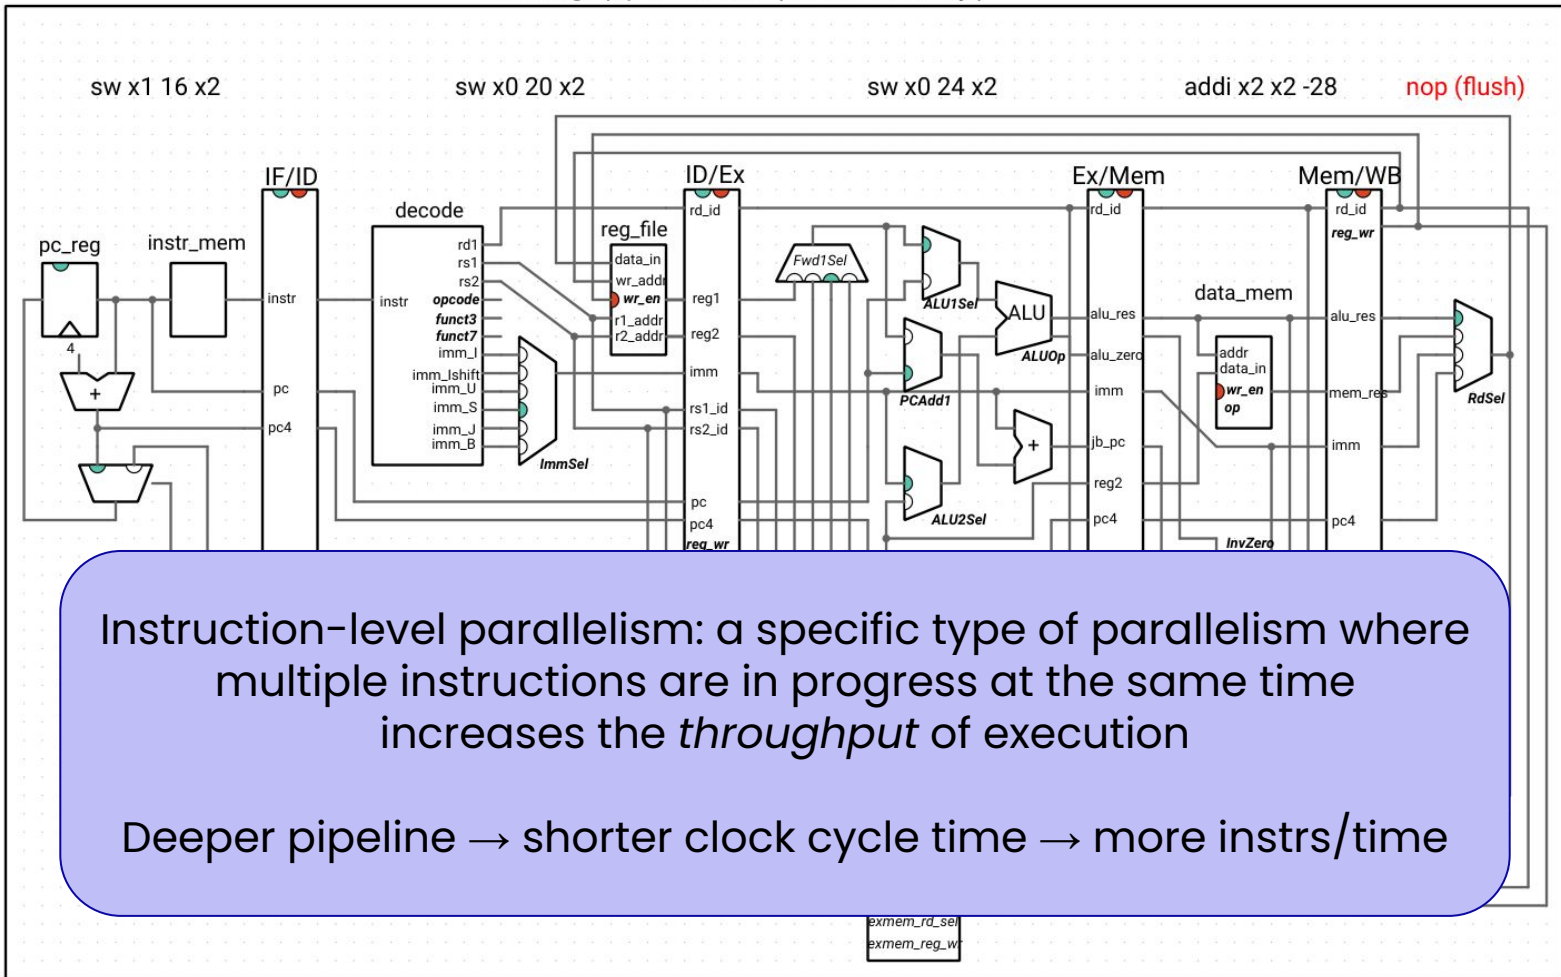 sw x1 16 x2
sw x0 20 x2
sw x0 24 x2
addi x2 x2 -28
nop (flush)
IF/ID
ID/Ex
Ex/Mem
Mem/WB
pc_reg
instr_mem
decode
reg_file
data_mem
4
+
instr
pc
pc4
instr
rd1
rs1
rs2
opcode
funct3
funct7
imm_I
imm_Ishift
imm_U
imm_S
imm_J
imm_B
ImmSel
data_in
wr_addr
wr_en
r1_addr
r2_addr
rd_id
reg1
reg2
imm
rs1_id
rs2_id
pc
pc4
reg_wr
Fwd1Sel
ALU1Sel
PCAdd1
ALU2Sel
ALU
ALUOp
+
rd_id
alu_res
alu_zero
imm
jb_pc
reg2
pc4
addr
data_in
wr_en
op
InvZero
rd_id
reg_wr
alu_res
mem_res
imm
pc4
RdSel
Instruction-level parallelism: a specific type of parallelism where
multiple instructions are in progress at the same time
increases the throughput of execution
Deeper pipeline → shorter clock cycle time → more instrs/time
exmem_rd_sel
exmem_reg_wr